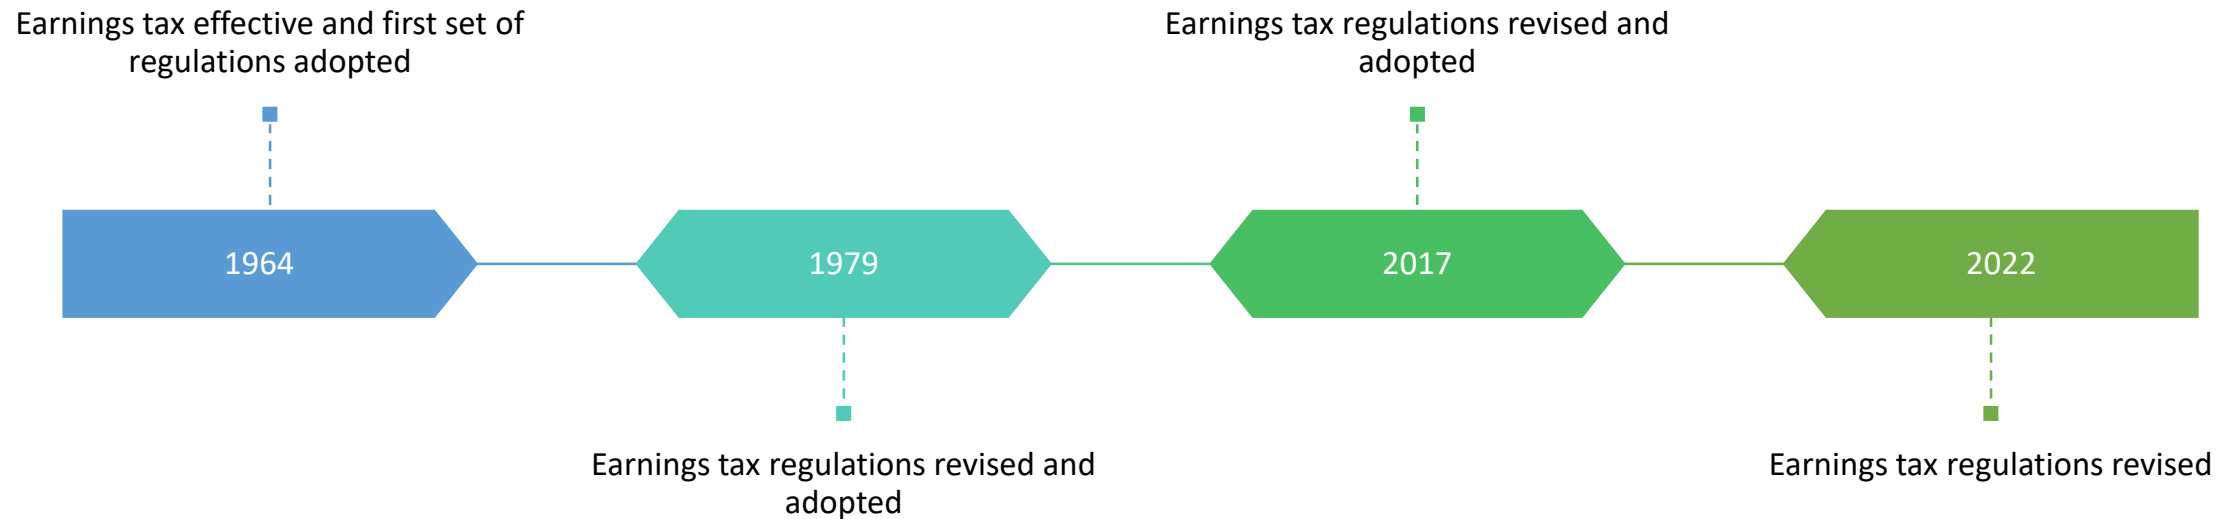 Earnings tax effective and first set of
regulations adopted
Earnings tax regulations revised and
adopted
1964
1979
2017
2022
Earnings tax regulations revised and
adopted
Earnings tax regulations revised